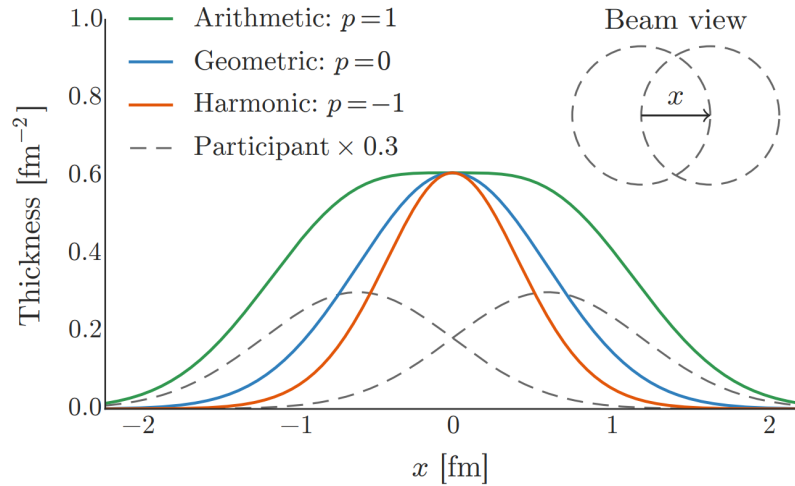 Arithmetic: p=1
Geometric: p=0
Harmonic: p=−1
Participant × 0.3
Beam view
x
Thickness [fm⁻²]
1.0
0.8
0.6
0.4
0.2
0.0
−2
−1
0
1
2
x [fm]